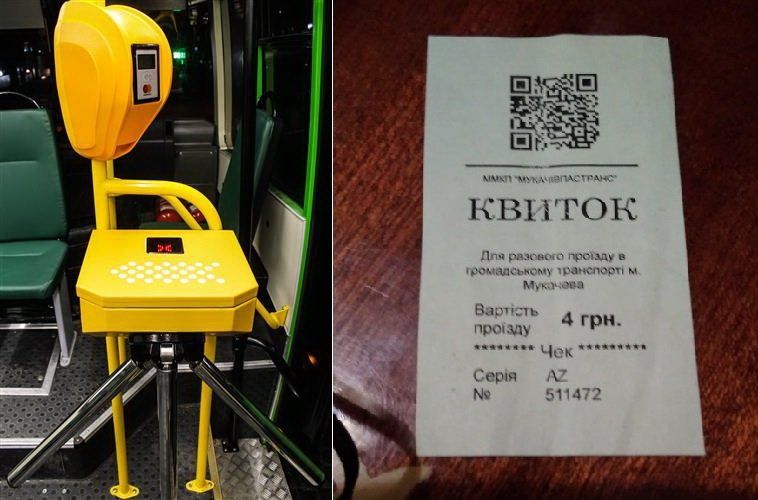 ММКП "МУКАЧІВПАСТРАНС"
КВИТОК
Для разового проїзду в
громадському транспорті м.
Мукачева
Вартість
проїзду 4 грн.
******** Чек *********
Серія AZ
№ 511472